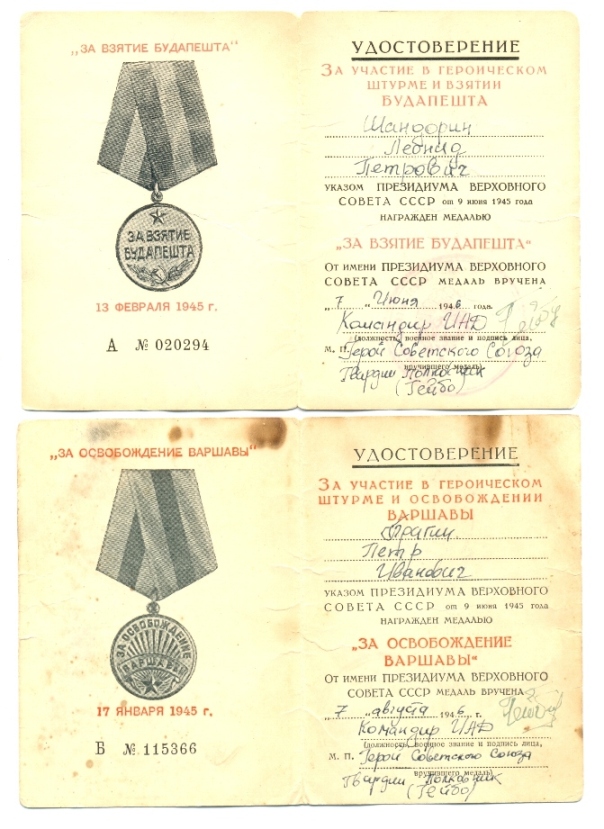 „ЗА ВЗЯТИЕ БУДАПЕШТА"
ЗА ВЗЯТИЕ
БУДАПЕШТА
13 ФЕВРАЛЯ 1945 г.
А № 020294
УДОСТОВЕРЕНИЕ
ЗА УЧАСТИЕ В ГЕРОИЧЕСКОМ
ШТУРМЕ И ВЗЯТИИ
БУДАПЕШТА
Шандорин
Леонид
Петрович
УКАЗОМ ПРЕЗИДИУМА ВЕРХОВНОГО
СОВЕТА СССР от 9 июня 1945 года
НАГРАЖДЕН МЕДАЛЬЮ
„ЗА ВЗЯТИЕ БУДАПЕШТА"
От имени ПРЕЗИДИУМА ВЕРХОВНОГО
СОВЕТА СССР МЕДАЛЬ ВРУЧЕНА
„7" Июня 1946 года.
Командир ИАД
(должность, военное звание и подпись лица,
М. П. Герой Советского Союза
вручившего медаль)
Гвардии Полковник
(Гейбо)
„ЗА ОСВОБОЖДЕНИЕ ВАРШАВЫ"
ЗА ОСВОБОЖДЕНИЕ
ВАРШАВЫ
17 ЯНВАРЯ 1945 г.
Б № 115366
УДОСТОВЕРЕНИЕ
ЗА УЧАСТИЕ В ГЕРОИЧЕСКОМ
ШТУРМЕ И ОСВОБОЖДЕНИИ
ВАРШАВЫ
Петр
Иванович
УКАЗОМ ПРЕЗИДИУМА ВЕРХОВНОГО
СОВЕТА СССР от 9 июня 1945 года
НАГРАЖДЕН МЕДАЛЬЮ
„ЗА ОСВОБОЖДЕНИЕ
ВАРШАВЫ"
От имени ПРЕЗИДИУМА ВЕРХОВНОГО
СОВЕТА СССР МЕДАЛЬ ВРУЧЕНА
„7" августа 1946 г.
Командир ИАД
(должность, военное звание и подпись лица,
М. П. Герой Советского Союза
вручившего медаль)
Гвардии Полковник
(Гейбо)